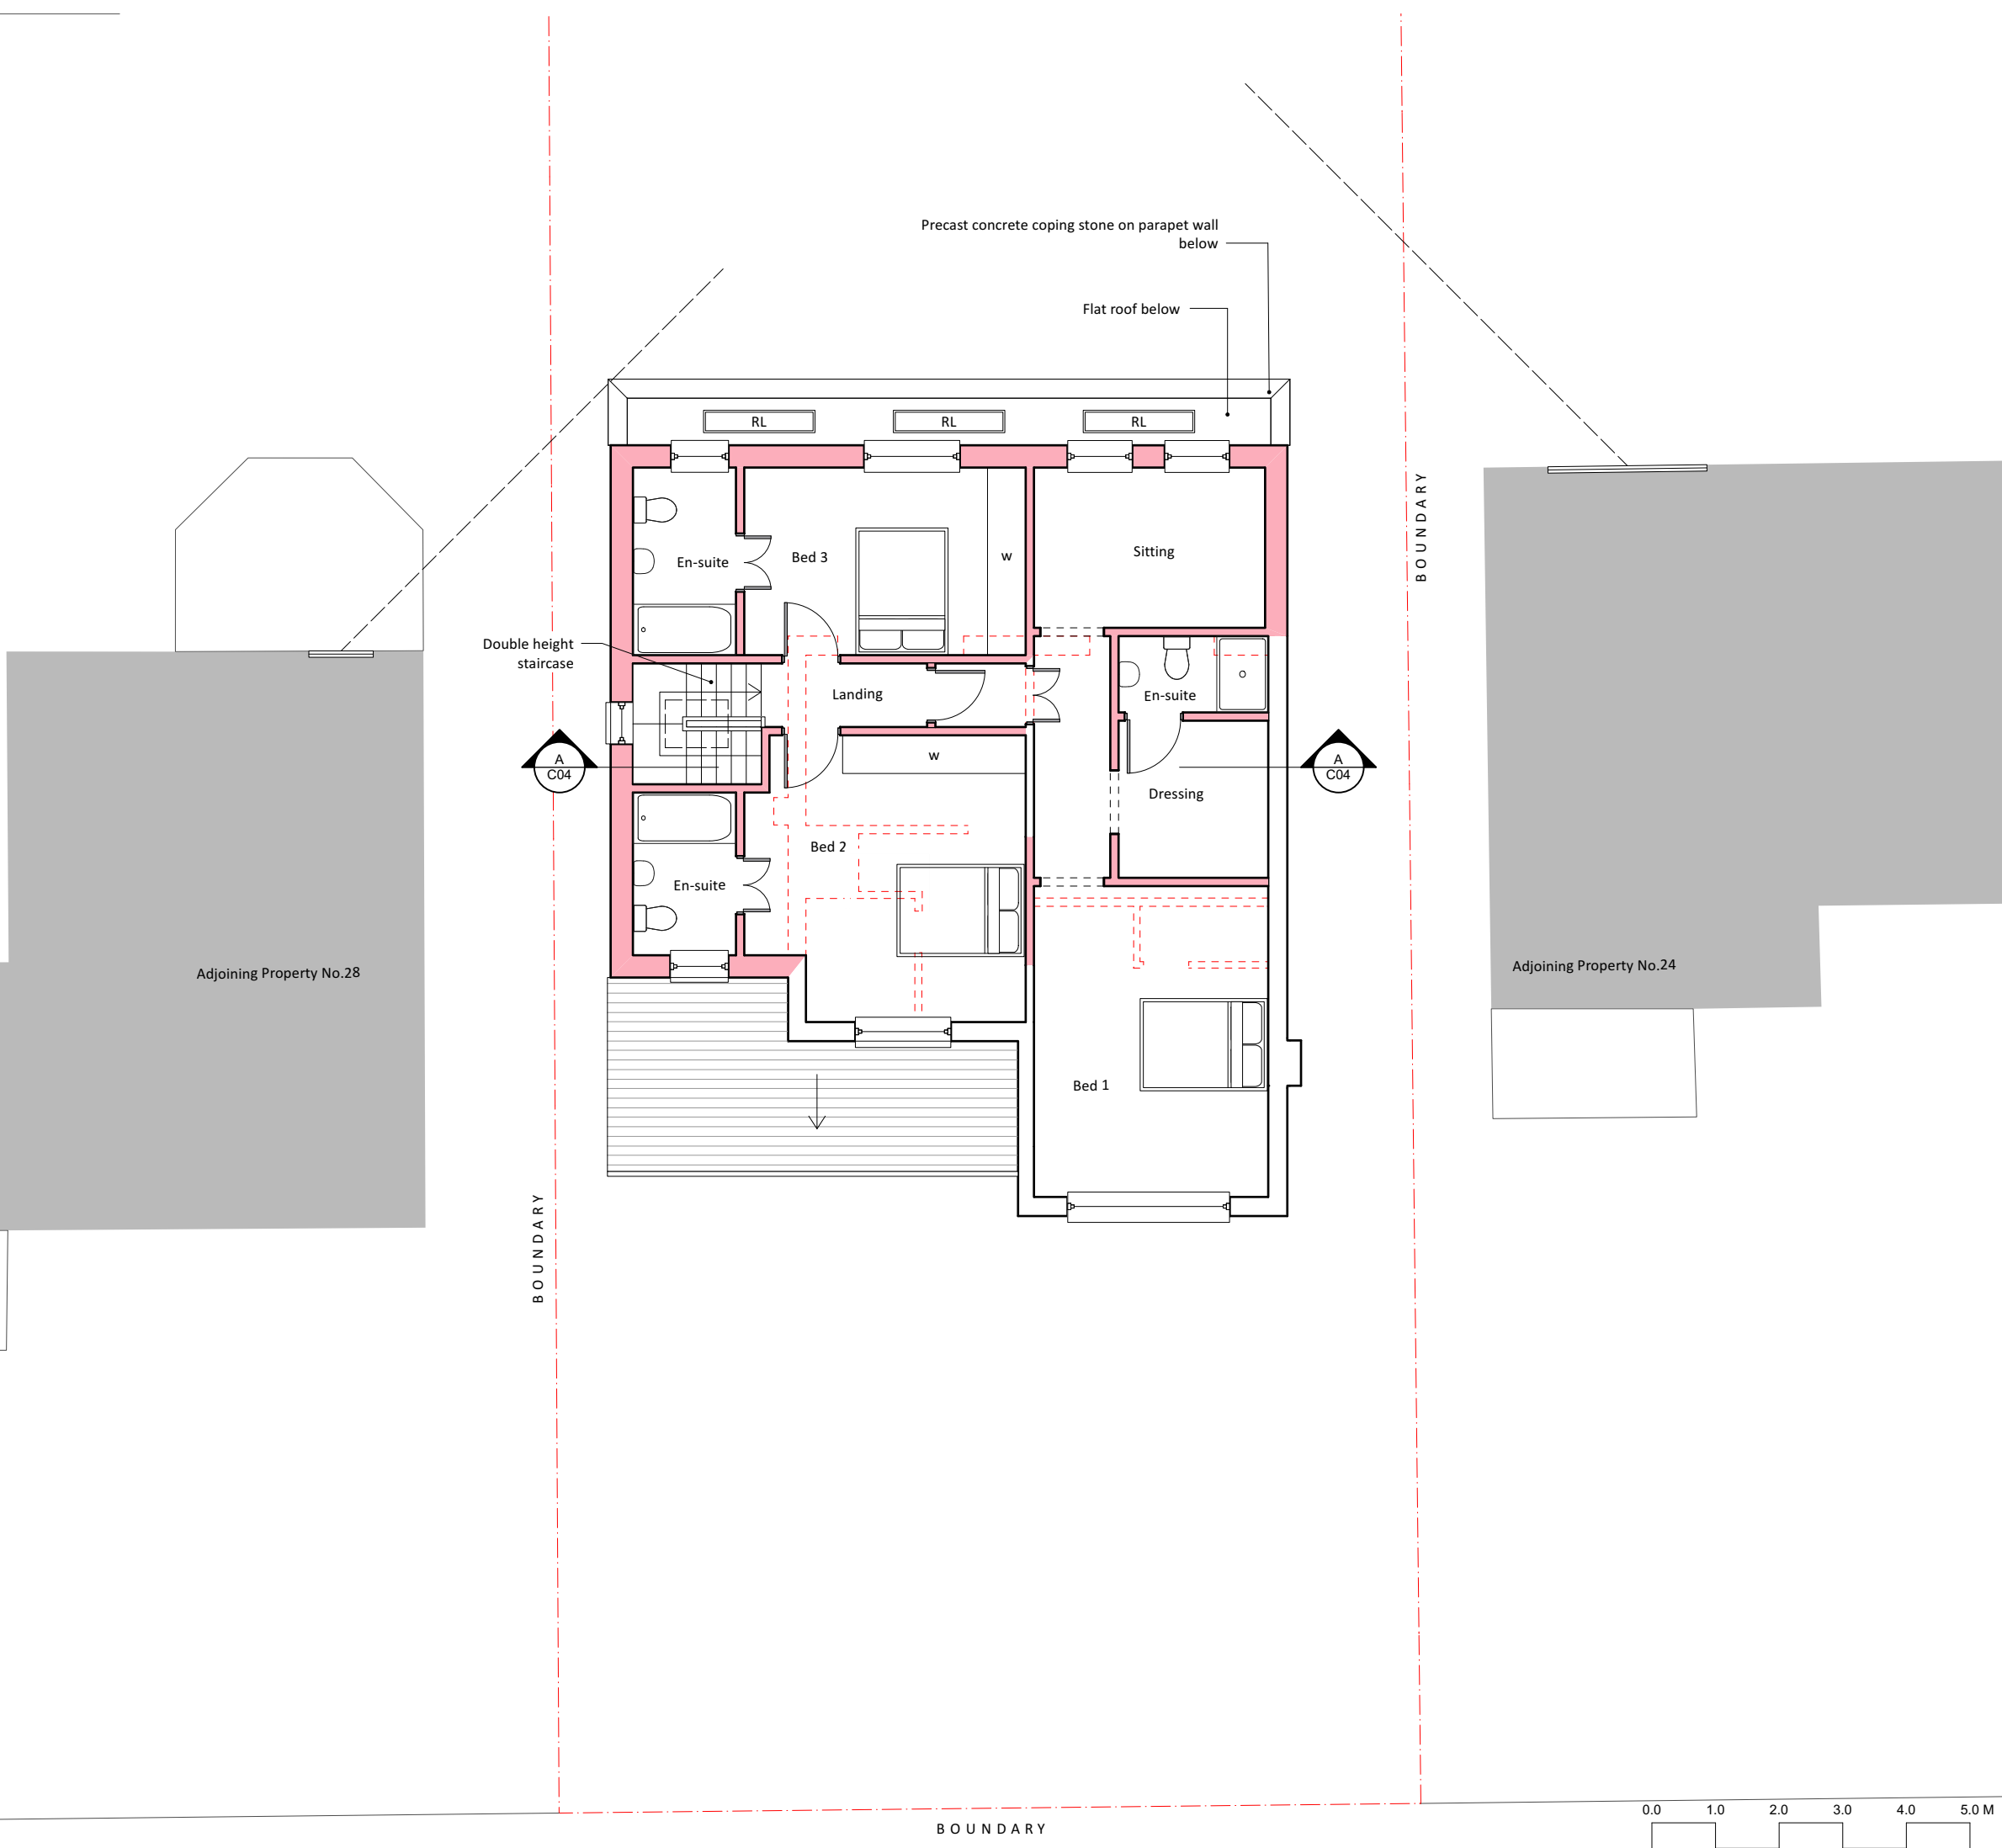 Precast concrete coping stone on parapet wall
below
Flat roof below
RL
RL
RL
BOUNDARY
En-suite
Bed 3
w
Sitting
Double height
staircase
Landing
En-suite
A
C04
w
A
C04
Dressing
Bed 2
En-suite
Adjoining Property No.28
Adjoining Property No.24
Bed 1
BOUNDARY
0.0 1.0 2.0 3.0 4.0 5.0 M
BOUNDARY